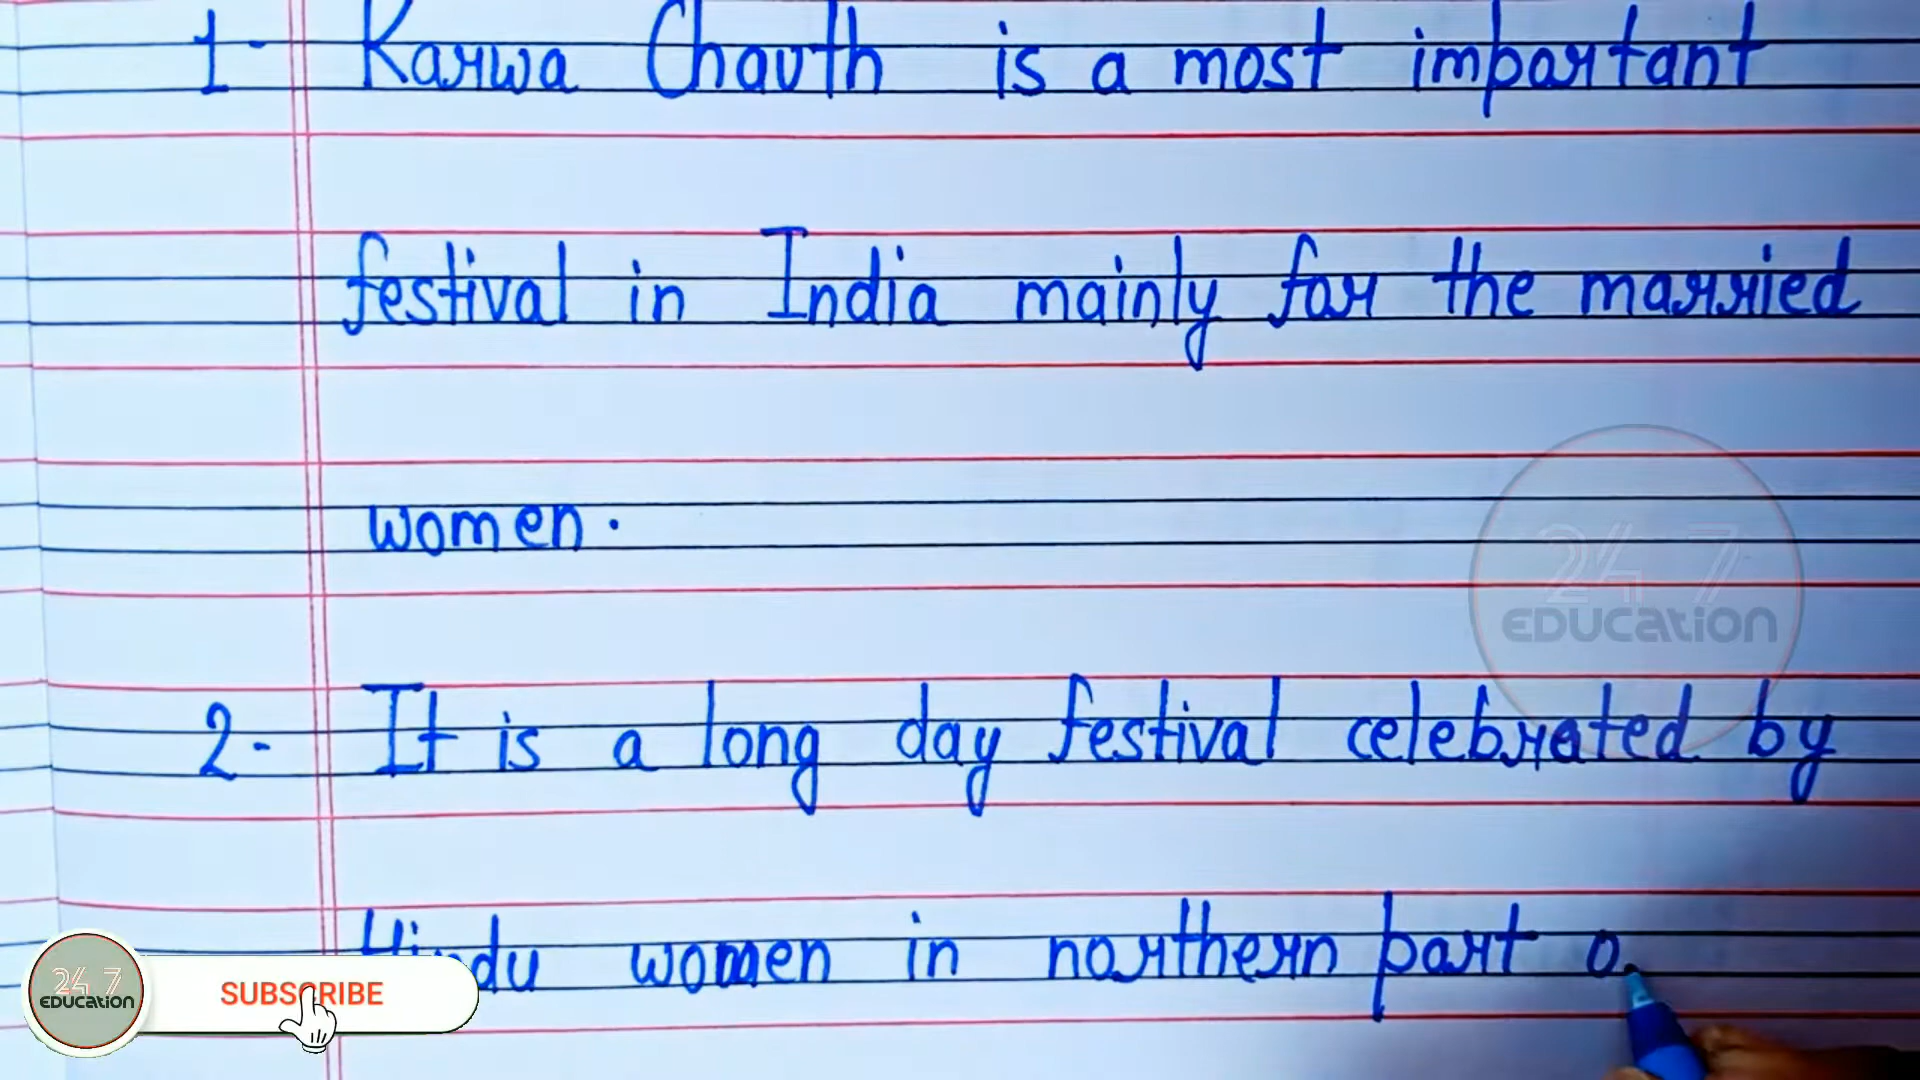 1- Karwa Chauth is a most important
festival in India mainly for the married
women.
24 7
EDUCATION
2- It is a long day festival celebrated by
Hindu women in northern part o
24 7
EDUCATION
SUBSCRIBE